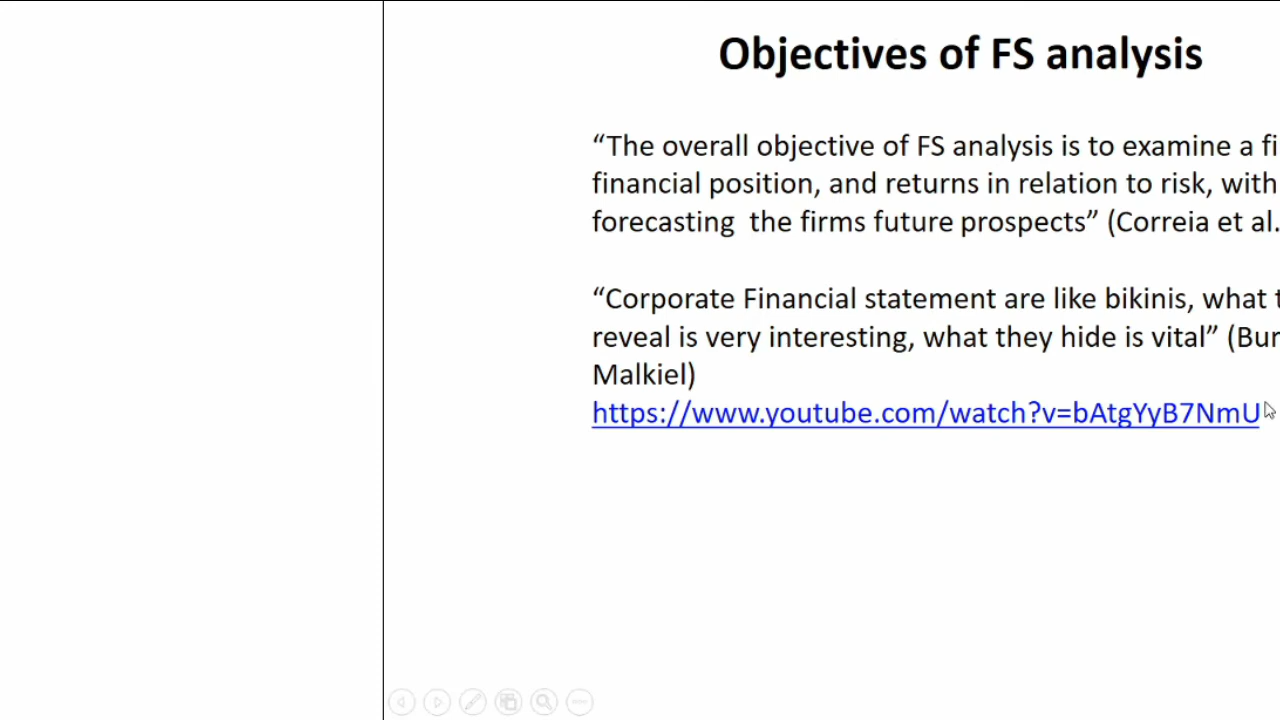 Objectives of FS analysis
“The overall objective of FS analysis is to examine a
financial position, and returns in relation to risk, with
forecasting the firms future prospects” (Correia et al.
“Corporate Financial statement are like bikinis, what
reveal is very interesting, what they hide is vital”
Malkiel)
https://www.youtube.com/watch?v=bAtgYyB7NmU